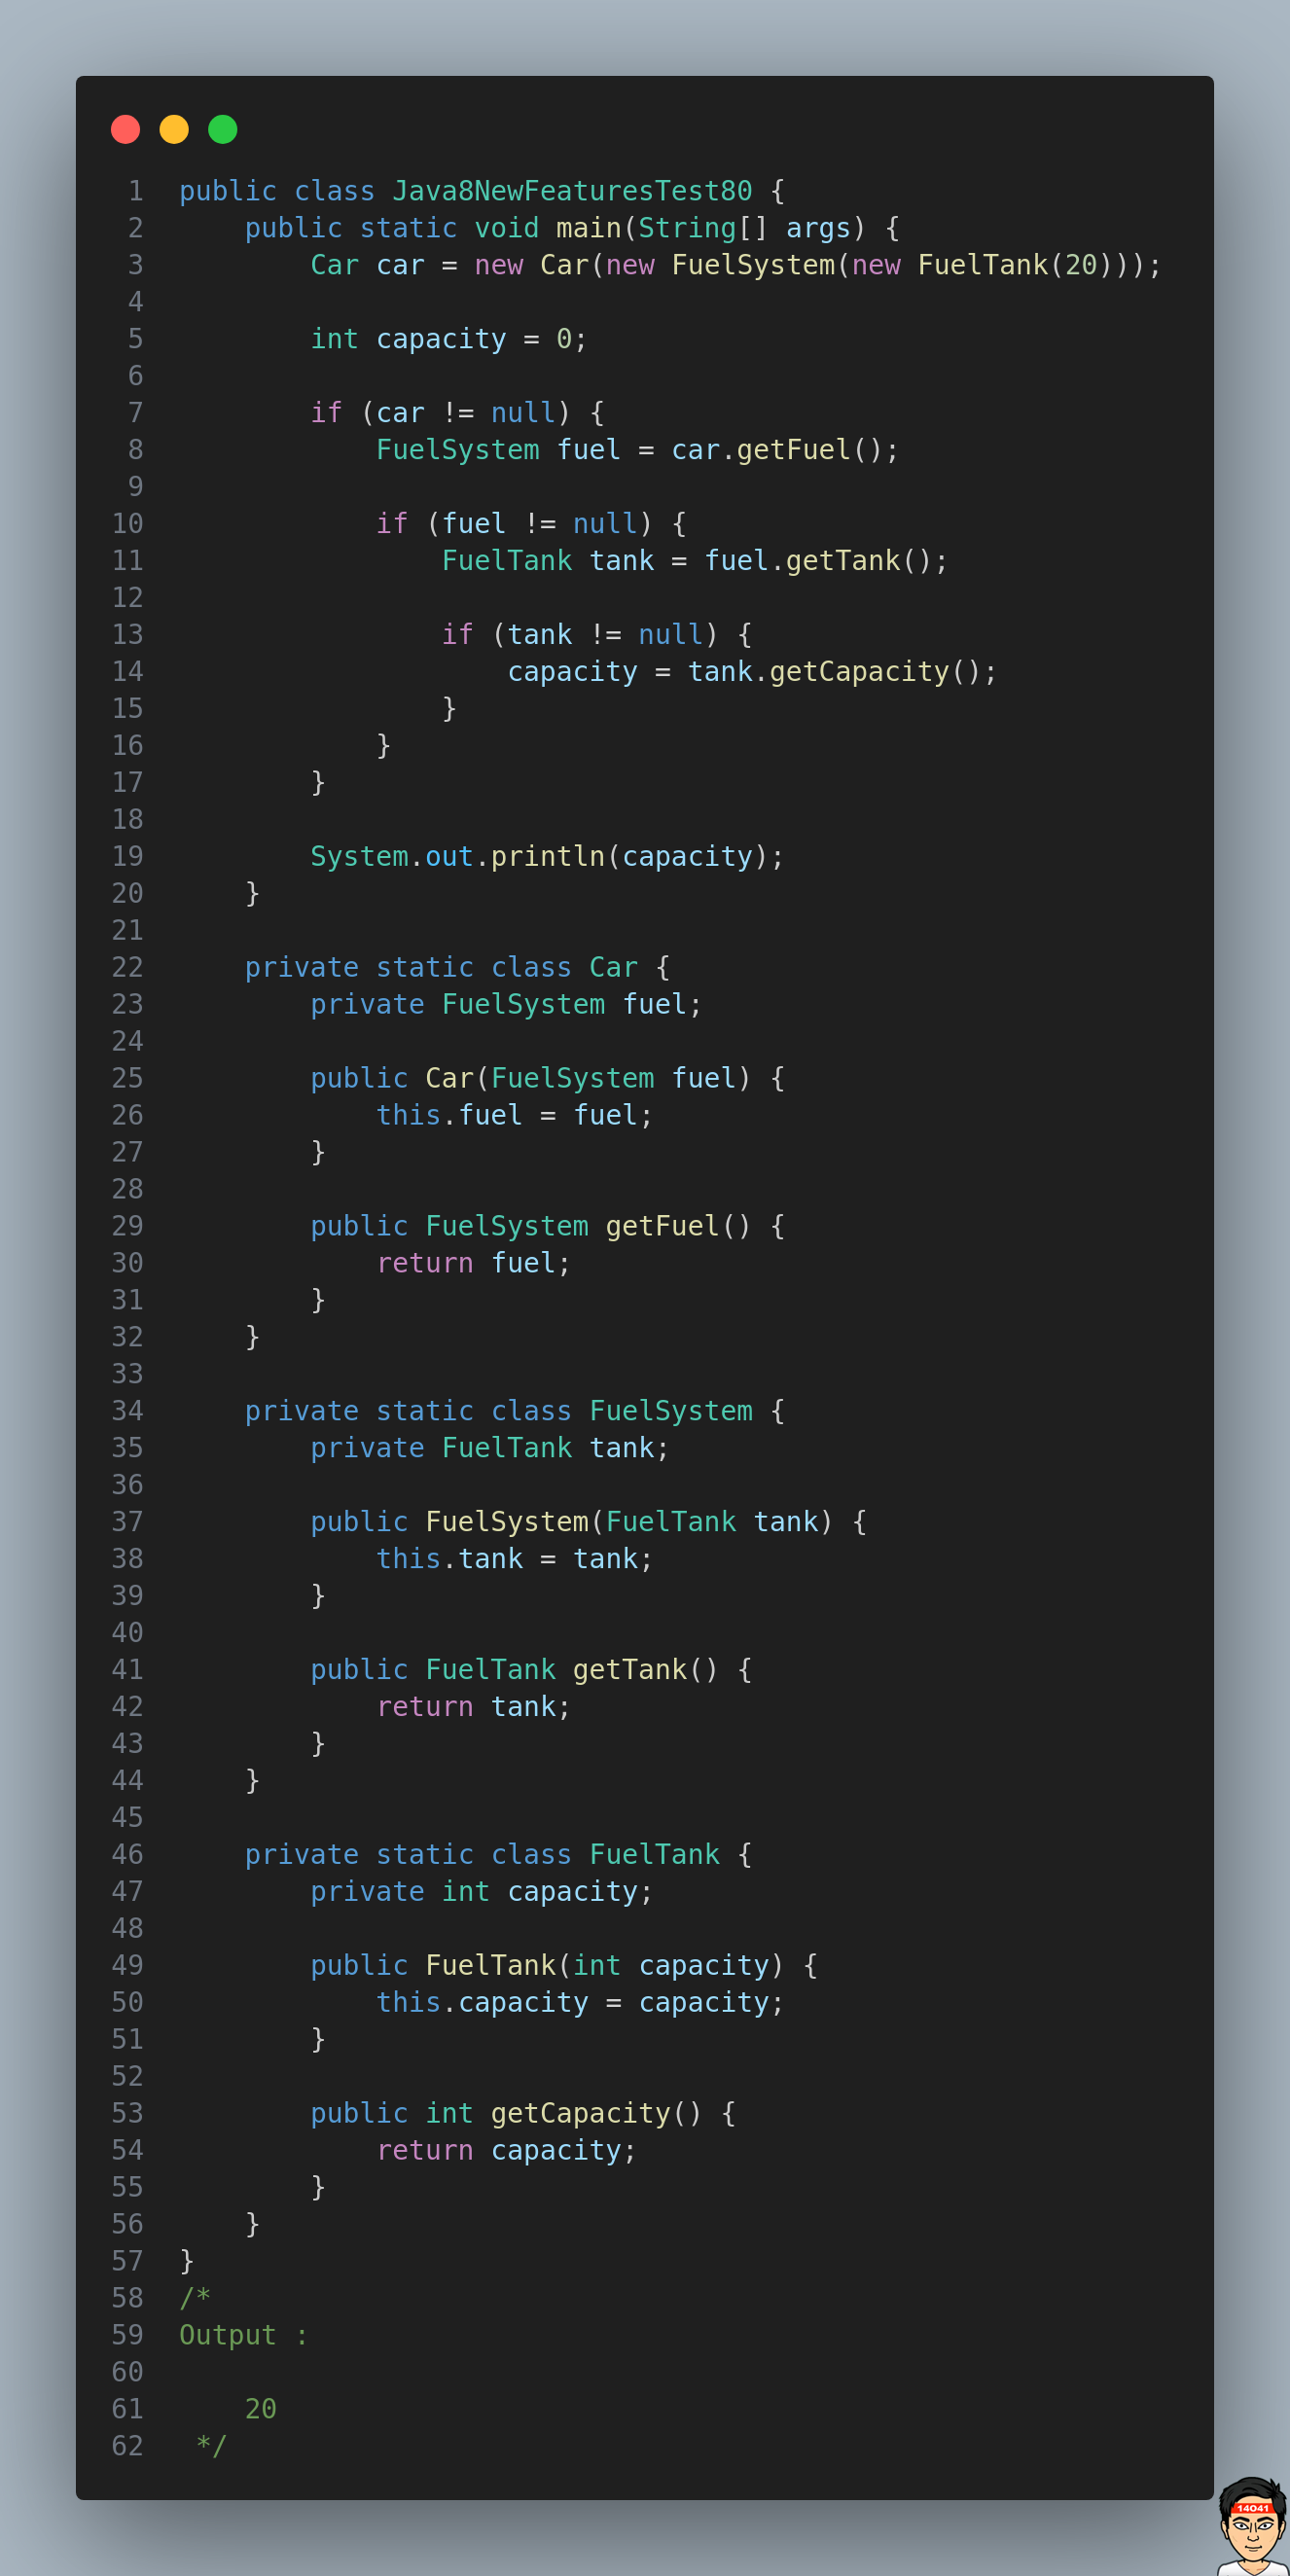 1 public class Java8NewFeaturesTest80 {
2     public static void main(String[] args) {
3         Car car = new Car(new FuelSystem(new FuelTank(20)));
4
5         int capacity = 0;
6
7         if (car != null) {
8             FuelSystem fuel = car.getFuel();
9
10             if (fuel != null) {
11                 FuelTank tank = fuel.getTank();
12
13                 if (tank != null) {
14                     capacity = tank.getCapacity();
15                 }
16             }
17         }
18
19         System.out.println(capacity);
20     }
21
22     private static class Car {
23         private FuelSystem fuel;
24
25         public Car(FuelSystem fuel) {
26             this.fuel = fuel;
27         }
28
29         public FuelSystem getFuel() {
30             return fuel;
31         }
32     }
33
34     private static class FuelSystem {
35         private FuelTank tank;
36
37         public FuelSystem(FuelTank tank) {
38             this.tank = tank;
39         }
40
41         public FuelTank getTank() {
42             return tank;
43         }
44     }
45
46     private static class FuelTank {
47         private int capacity;
48
49         public FuelTank(int capacity) {
50             this.capacity = capacity;
51         }
52
53         public int getCapacity() {
54             return capacity;
55         }
56     }
57 }
58 /*
59 Output :
60
61     20
62  */
14041